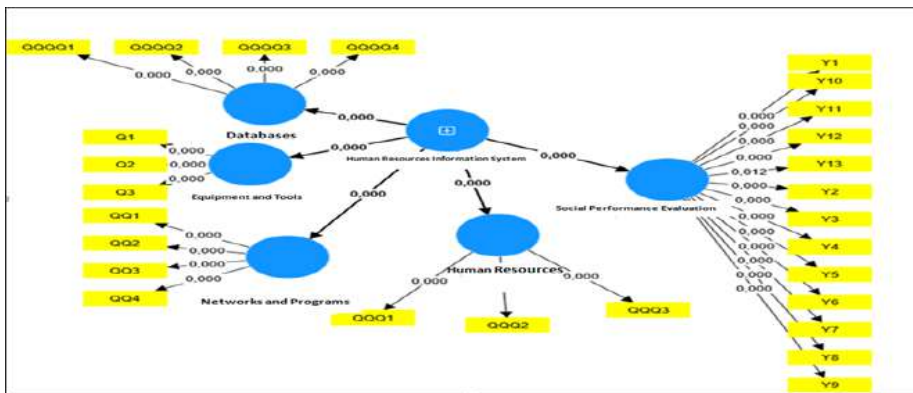 QQQQ1
QQQQ2
QQQQ3
QQQQ4
0,000
0,000
0,000
0,000
Databases
0,000
Q1
Q2
Q3
0,000
0,000
0,000
Equipment and Tools
0,000
Human Resources Information System
QQ1
QQ2
QQ3
QQ4
0,000
0,000
0,000
0,000
Networks and Programs
0,000
0,000
Human Resources
0,000
0,000
QQQ1
QQQ2
QQQ3
0,000
Social Performance Evaluation
Y1
Y10
Y11
Y12
Y13
Y2
Y3
Y4
Y5
Y6
Y7
Y8
Y9
0,000
0,000
0,000
0,000
0,012
0,000
0,000
0,000
0,000
0,000
0,000
0,000
0,000